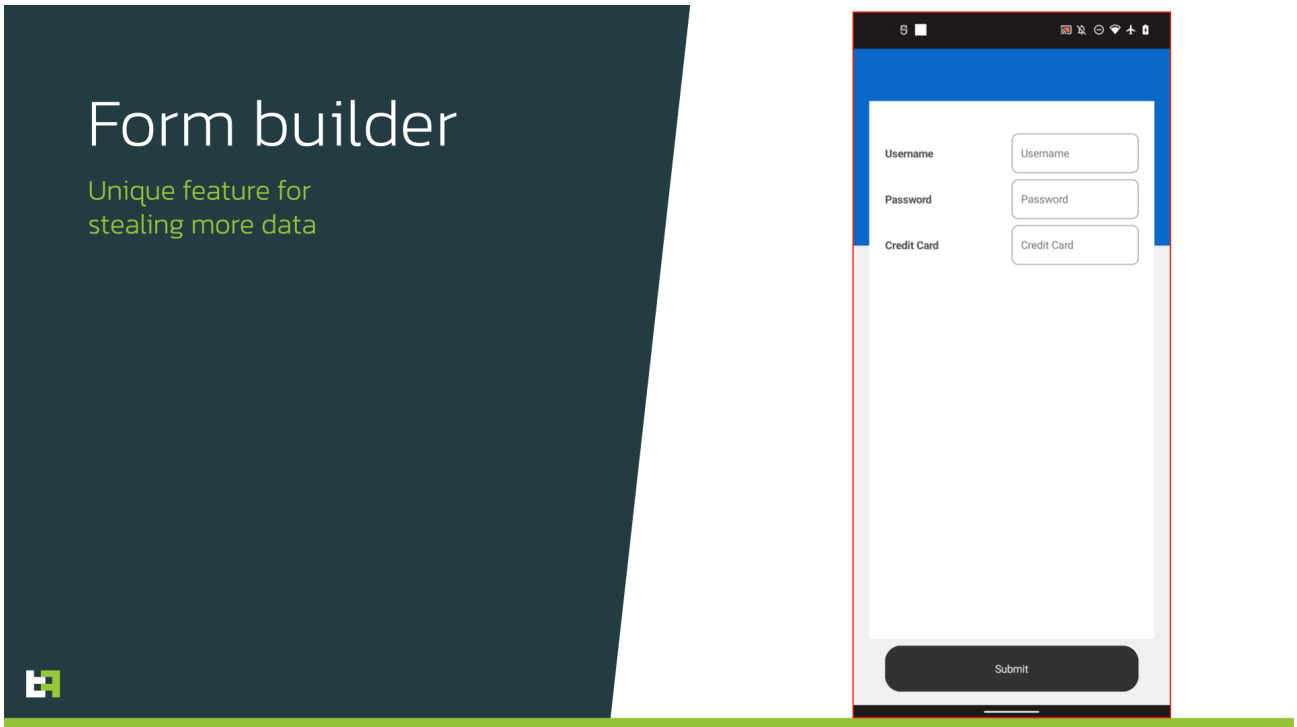 Form builder
Unique feature for
stealing more data
Username
Username
Password
Password
Credit Card
Credit Card
Submit